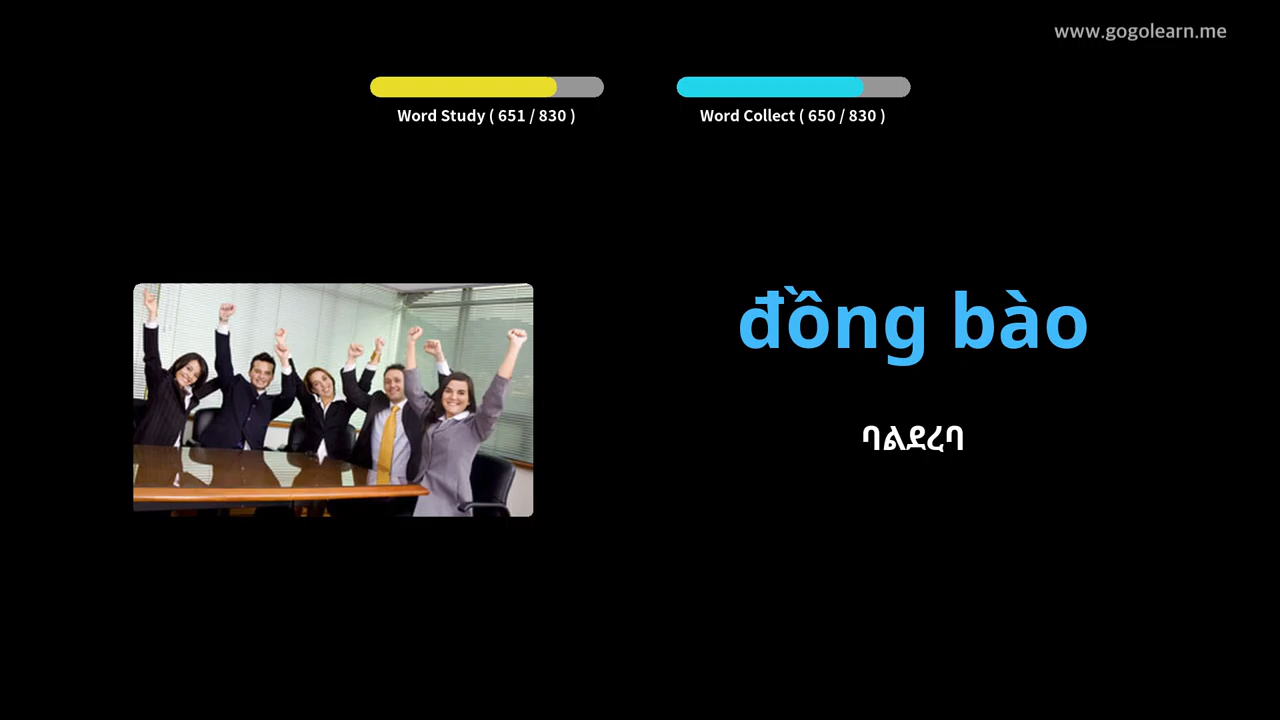 www.gogolearn.me
Word Study ( 651 / 830 )
Word Collect ( 650 / 830 )
đồng bào
ባልደረባ